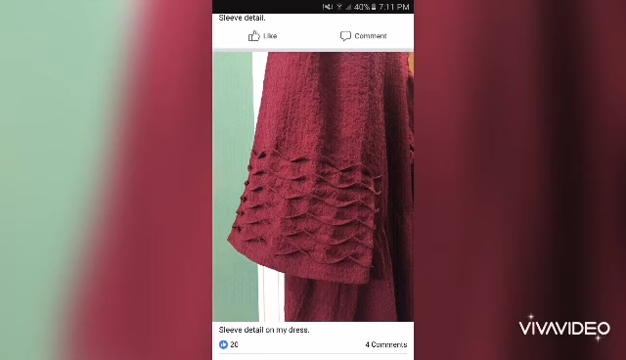 40% 7:11 PM
Sleeve detail.
Like Comment
Sleeve detail on my dress.
20 4 Comments
VIVAVIDEO